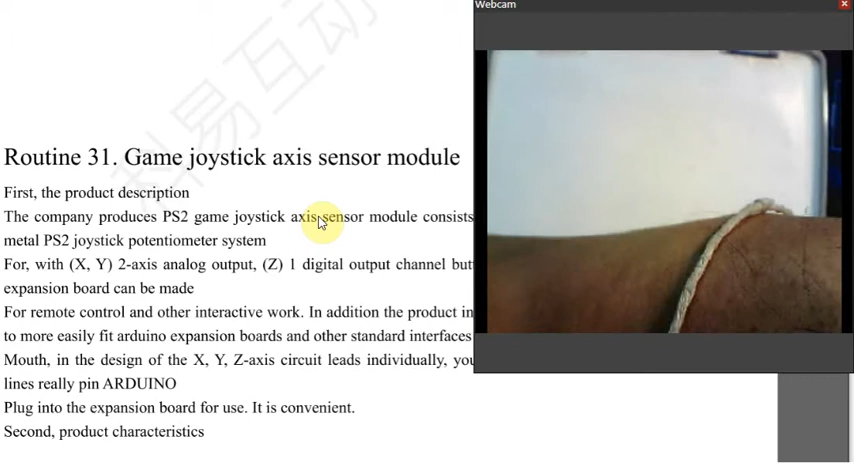 Webcam
科易互动
Routine 31. Game joystick axis sensor module
First, the product description
The company produces PS2 game joystick axis sensor module consists
metal PS2 joystick potentiometer system
For, with (X, Y) 2-axis analog output, (Z) 1 digital output channel but
expansion board can be made
For remote control and other interactive work. In addition the product in
to more easily fit arduino expansion boards and other standard interfaces
Mouth, in the design of the X, Y, Z-axis circuit leads individually, you
lines really pin ARDUINO
Plug into the expansion board for use. It is convenient.
Second, product characteristics